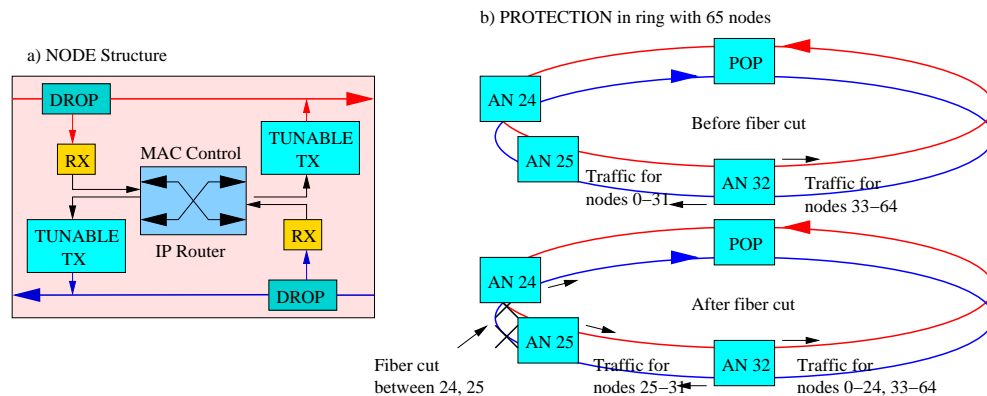 a) NODE Structure
DROP
RX
MAC Control
TUNABLE
TX
TUNABLE
TX
IP Router
RX
DROP
b) PROTECTION in ring with 65 nodes
POP
AN 24
AN 25
Before fiber cut
AN 32
Traffic for
nodes 0−31
Traffic for
nodes 33−64
POP
AN 24
AN 25
After fiber cut
AN 32
Fiber cut
between 24, 25
Traffic for
nodes 25−31
Traffic for
nodes 0−24, 33−64